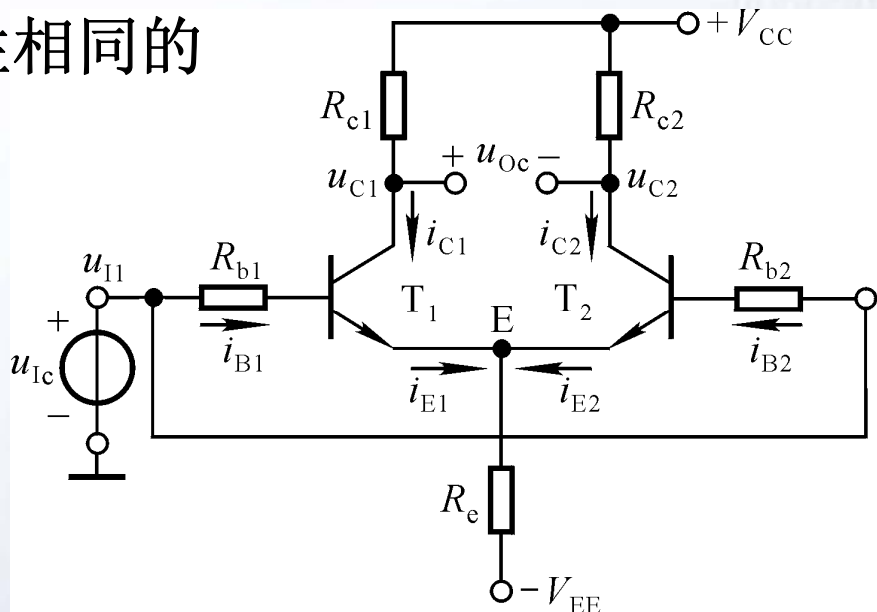 相同的
+V_CC
R_c1
R_c2
+ u_Oc −
u_C1
u_C2
i_C1
i_C2
u_I1
R_b1
R_b2
T_1
T_2
E
+
u_Ic
−
i_B1
i_B2
i_E1
i_E2
R_e
−V_EE